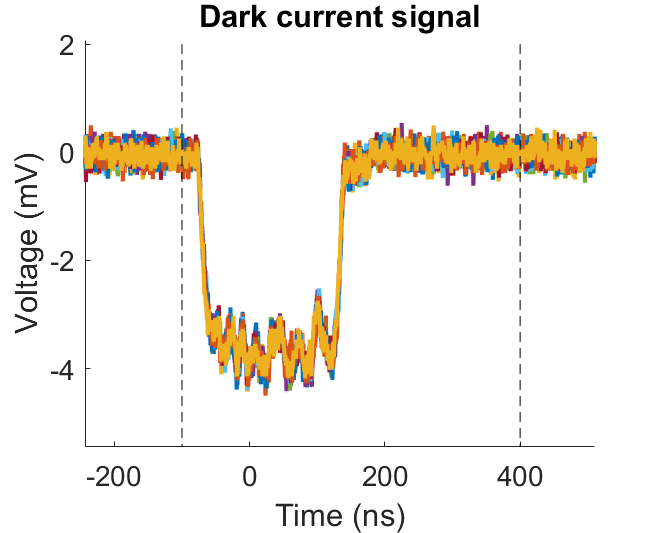 Dark current signal
2
0
-2
-4
Voltage (mV)
-200 0 200 400
Time (ns)